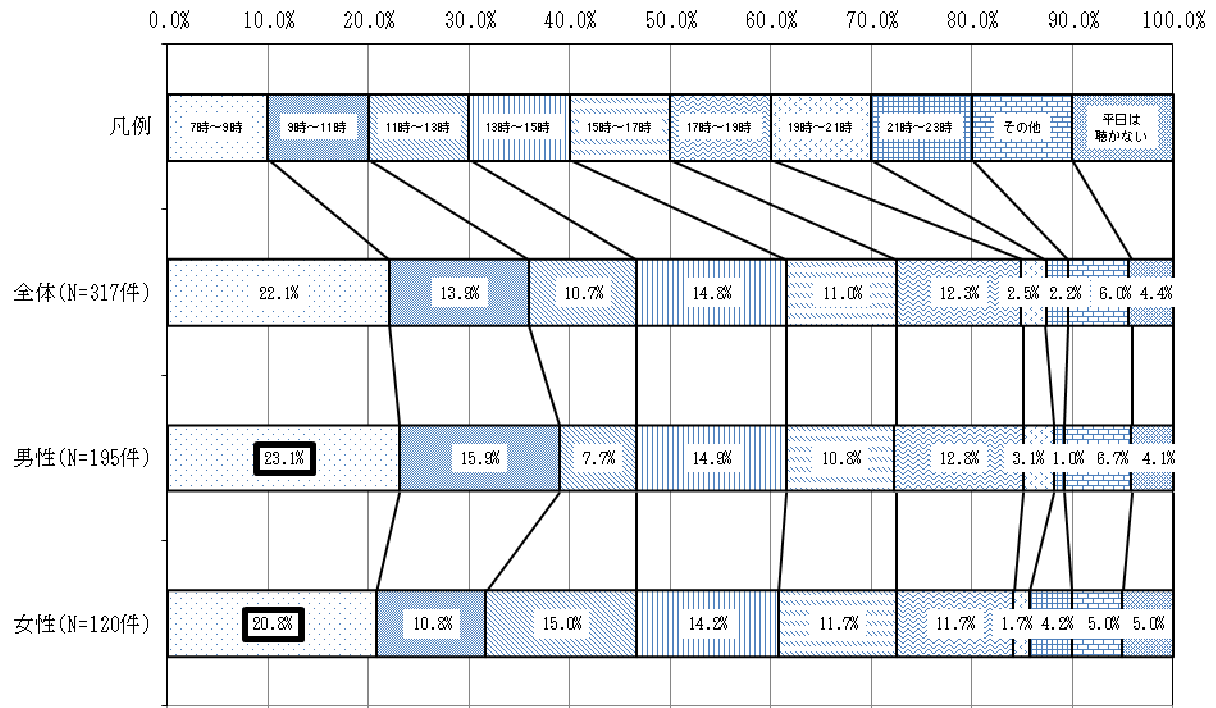 0.0% 10.0% 20.0% 30.0% 40.0% 50.0% 60.0% 70.0% 80.0% 90.0% 100.0%
凡例 7時～9時 9時～11時 11時～13時 13時～15時 15時～17時 17時～19時 19時～21時 21時～23時 その他 平日は
聴かない
全体(N=317件) 22.1% 13.9% 10.7% 14.8% 11.0% 12.3% 2.5% 2.2% 6.0% 4.4%
男性(N=195件) 23.1% 15.9% 7.7% 14.9% 10.8% 12.8% 3.1% 1.0% 6.7% 4.1%
女性(N=120件) 20.8% 10.8% 15.0% 14.2% 11.7% 11.7% 1.7% 4.2% 5.0% 5.0%